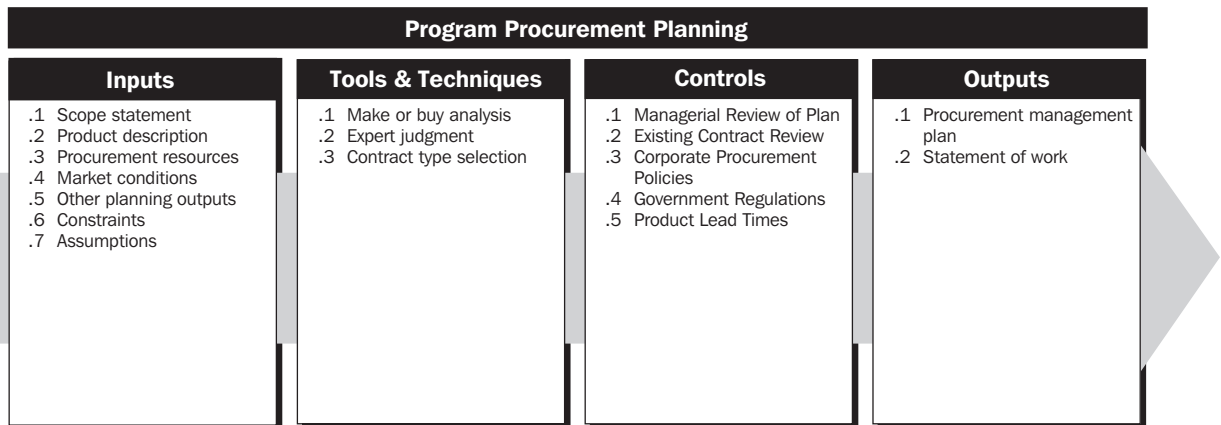 Program Procurement Planning
Inputs
.1 Scope statement
.2 Product description
.3 Procurement resources
.4 Market conditions
.5 Other planning outputs
.6 Constraints
.7 Assumptions
Tools & Techniques
.1 Make or buy analysis
.2 Expert judgment
.3 Contract type selection
Controls
.1 Managerial Review of Plan
.2 Existing Contract Review
.3 Corporate Procurement
Policies
.4 Government Regulations
.5 Product Lead Times
Outputs
.1 Procurement management
plan
.2 Statement of work